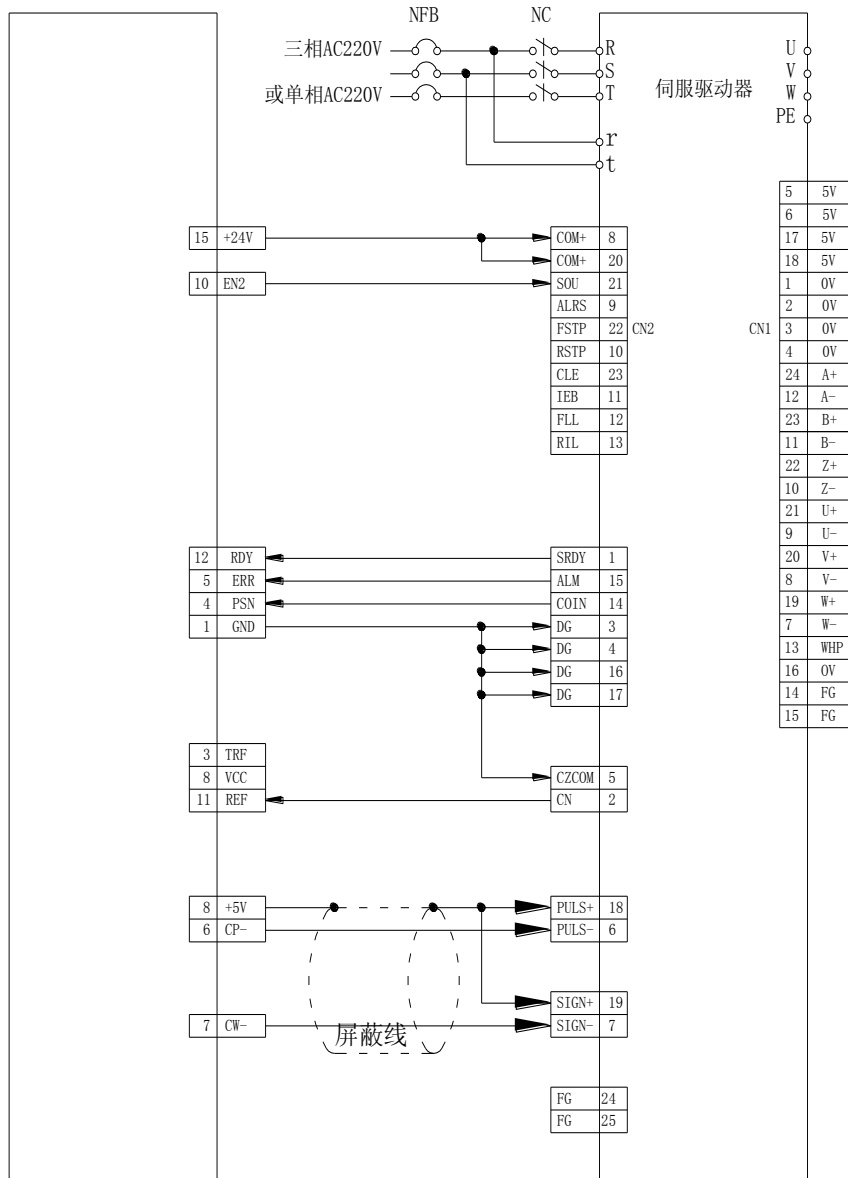 NFB NC
三相AC220V R U
S V
或单相AC220V T 伺服驱动器 W
PE
r
t
5 5V
6 5V
15 +24V COM+ 8 17 5V
COM+ 20 18 5V
10 EN2 SOU 21 1 0V
ALRS 9 2 0V
FSTP 22 CN2 CN1 3 0V
RSTP 10 4 0V
CLE 23 24 A+
IEB 11 12 A-
FLL 12 23 B+
RIL 13 11 B-
22 Z+
10 Z-
21 U+
9 U-
12 RDY SRDY 1 20 V+
5 ERR ALM 15 8 V-
4 PSN COIN 14 19 W+
1 GND DG 3 7 W-
DG 4 13 WHP
DG 16 16 0V
DG 17 14 FG
15 FG
3 TRF
8 VCC CZCOM 5
11 REF CN 2
8 +5V PULS+ 18
6 CP- PULS- 6
SIGN+ 19
7 CW- SIGN- 7
屏蔽线
FG 24
FG 25